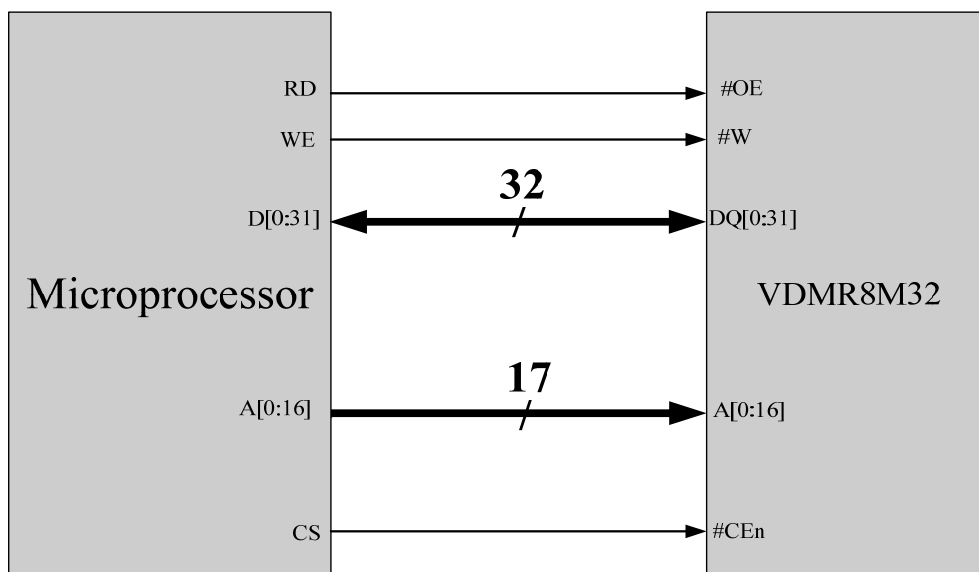 RD
#OE
WE
#W
32
D[0:31]
DQ[0:31]
Microprocessor
VDMR8M32
17
A[0:16]
A[0:16]
CS
#CEn